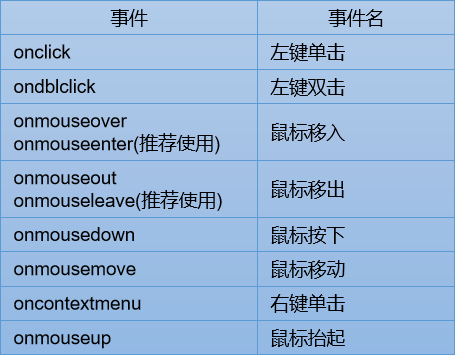 事件 事件名
onclick 左键单击
ondblclick 左键双击
onmouseover
onmouseenter(推荐使用) 鼠标移入
onmouseout
onmouseleave(推荐使用) 鼠标移出
onmousedown 鼠标按下
onmousemove 鼠标移动
oncontextmenu 右键单击
onmouseup 鼠标抬起